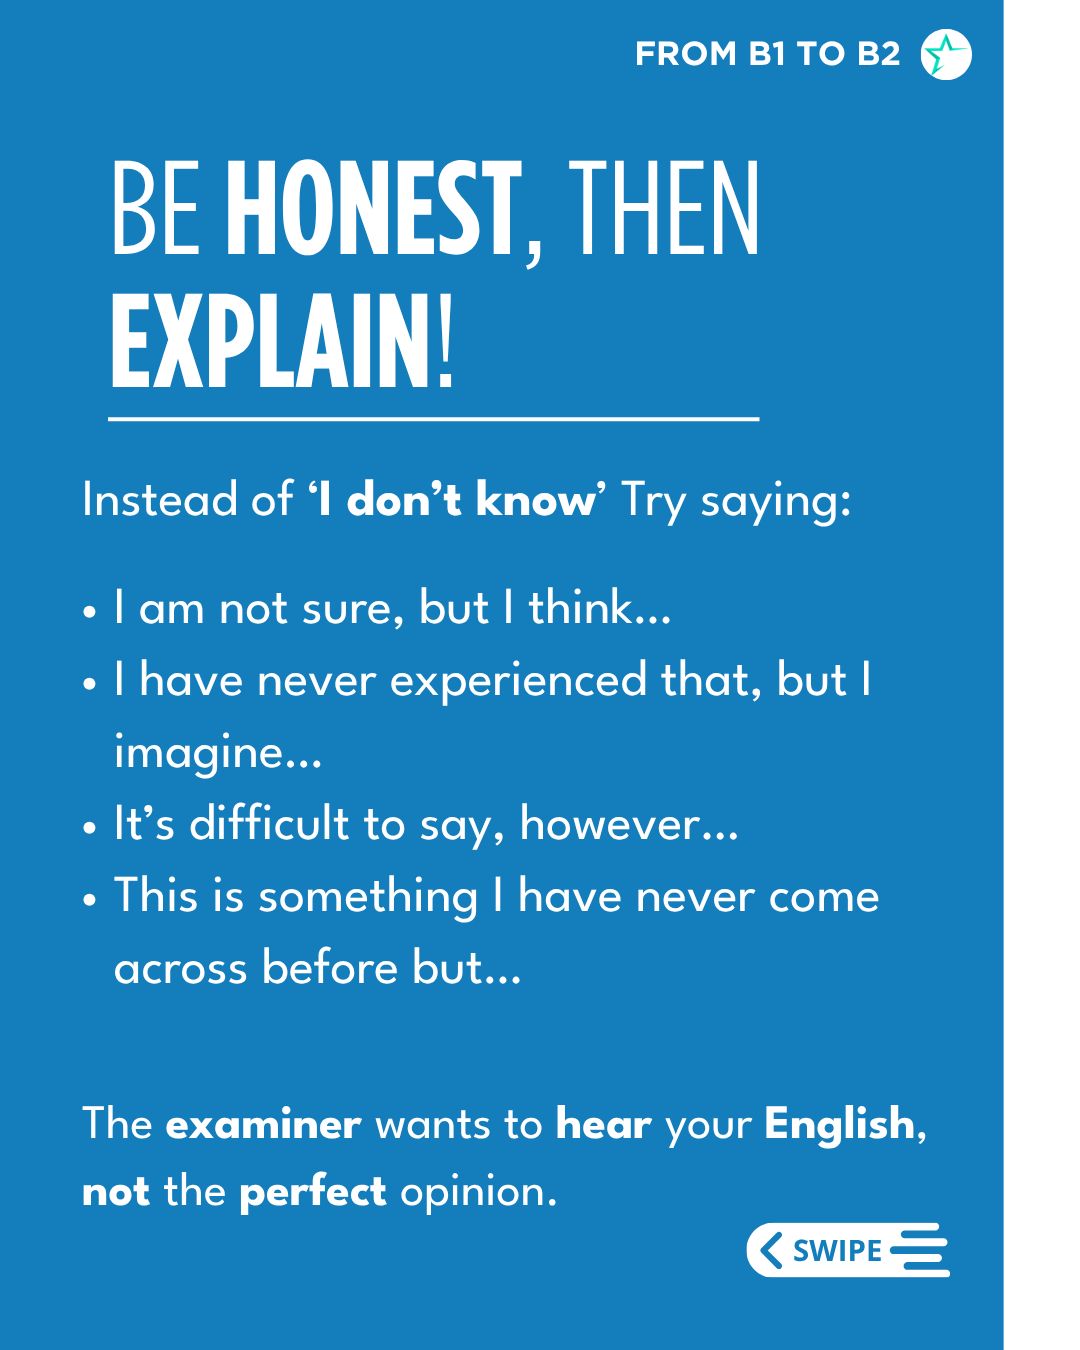 FROM B1 TO B2
BE HONEST, THEN
EXPLAIN!
Instead of ‘I don’t know’ Try saying:
• I am not sure, but I think...
• I have never experienced that, but I
imagine...
• It’s difficult to say, however...
• This is something I have never come
across before but...
The examiner wants to hear your English,
not the perfect opinion.
SWIPE